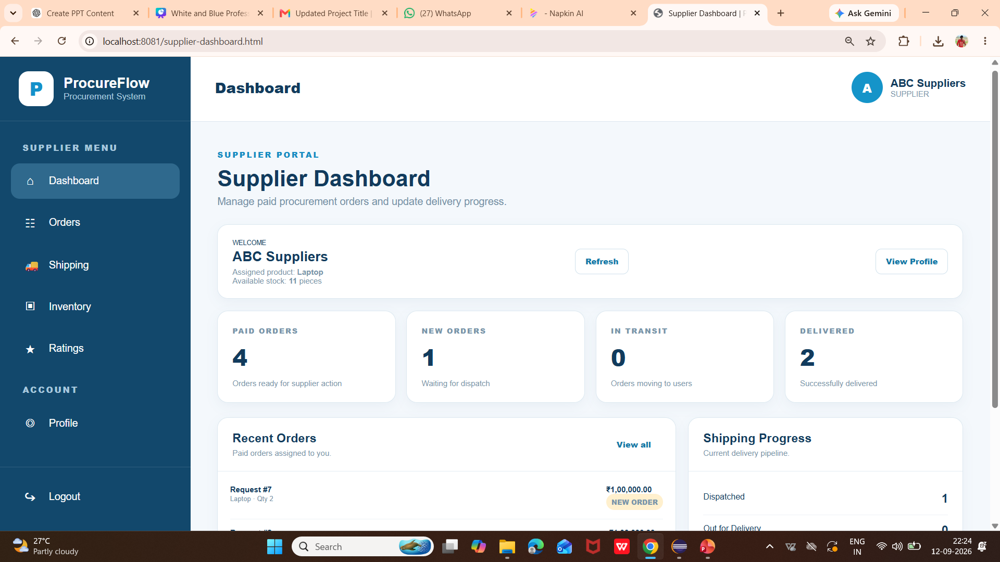 Create PPT Content
White and Blue Profess
Updated Project Title |
(27) WhatsApp
- Napkin AI
Supplier Dashboard | P
Ask Gemini
localhost:8081/supplier-dashboard.html
P
ProcureFlow
Procurement System
SUPPLIER MENU
Dashboard
Orders
Shipping
Inventory
Ratings
ACCOUNT
Profile
Logout
Dashboard
A
ABC Suppliers
SUPPLIER
SUPPLIER PORTAL
Supplier Dashboard
Manage paid procurement orders and update delivery progress.
WELCOME
ABC Suppliers
Assigned product: Laptop
Available stock: 11 pieces
Refresh
View Profile
PAID ORDERS
4
Orders ready for supplier action
NEW ORDERS
1
Waiting for dispatch
IN TRANSIT
0
Orders moving to users
DELIVERED
2
Successfully delivered
Recent Orders
Paid orders assigned to you.
View all
Request #7
Laptop · Qty 2
₹1,00,000.00
NEW ORDER
Shipping Progress
Current delivery pipeline.
Dispatched
1
Out for Delivery
0
27°C
Partly cloudy
Search
ENG
IN
22:24
12-09-2026